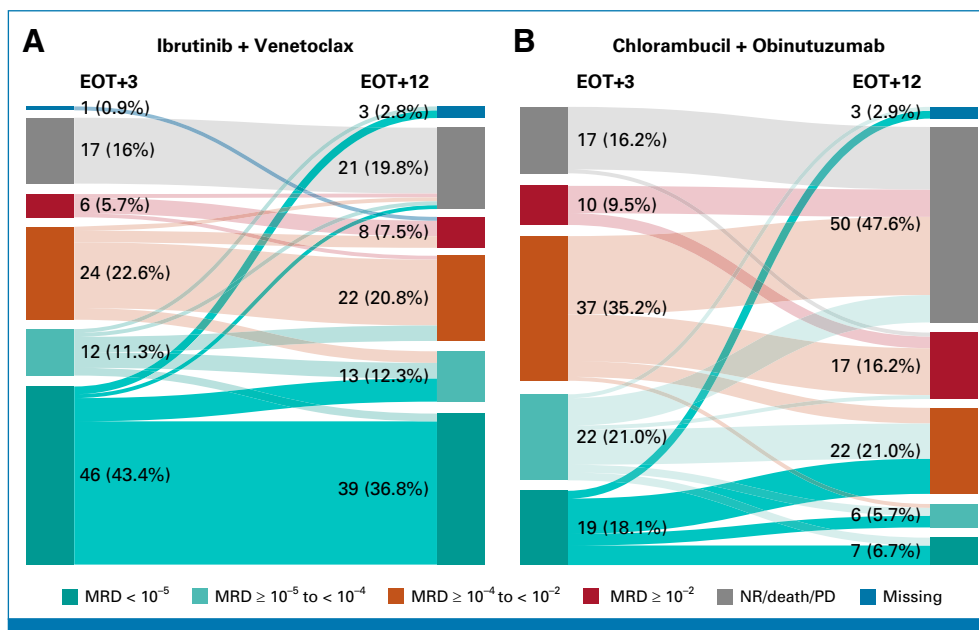 A
Ibrutinib + Venetoclax
EOT+3
EOT+12
1 (0.9%)
3 (2.8%)
17 (16%)
21 (19.8%)
6 (5.7%)
8 (7.5%)
24 (22.6%)
22 (20.8%)
12 (11.3%)
13 (12.3%)
46 (43.4%)
39 (36.8%)
B
Chlorambucil + Obinutuzumab
EOT+3
EOT+12
3 (2.9%)
17 (16.2%)
10 (9.5%)
50 (47.6%)
37 (35.2%)
17 (16.2%)
22 (21.0%)
22 (21.0%)
19 (18.1%)
6 (5.7%)
7 (6.7%)
MRD < 10⁻⁵
MRD ≥ 10⁻⁵ to < 10⁻⁴
MRD ≥ 10⁻⁴ to < 10⁻²
MRD ≥ 10⁻²
NR/death/PD
Missing